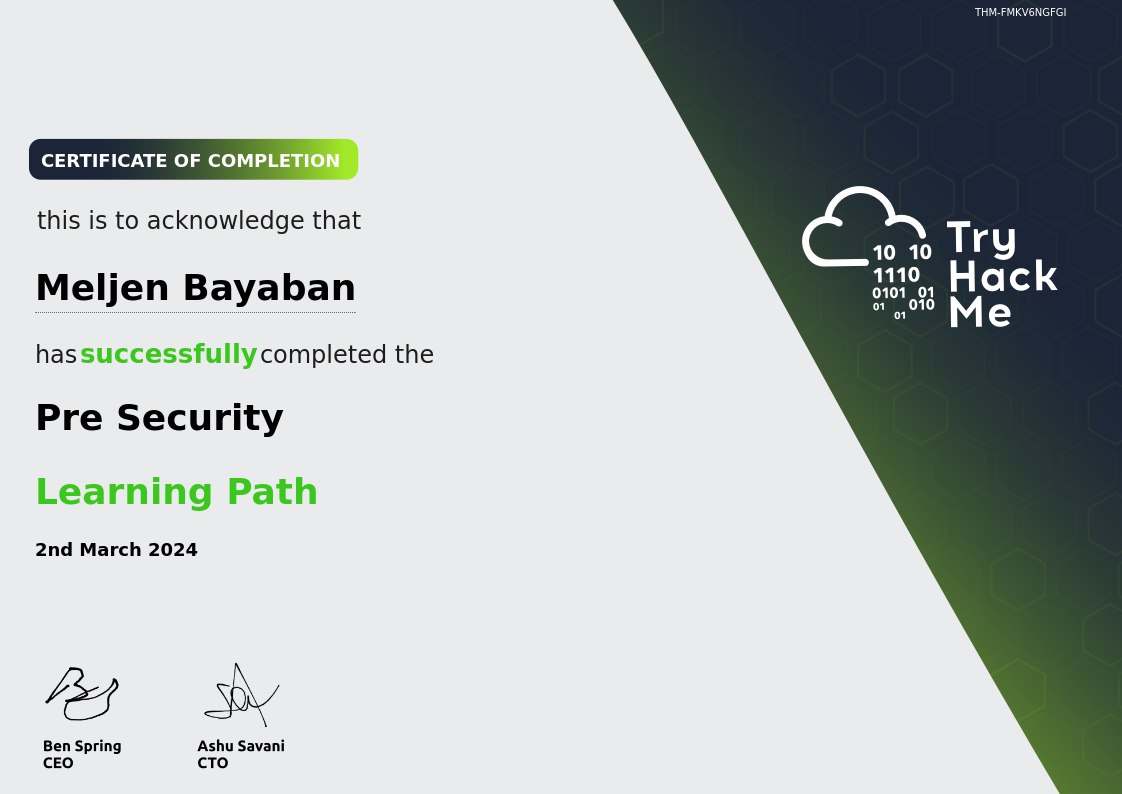 THM-FMKV6NGFGI
CERTIFICATE OF COMPLETION
this is to acknowledge that
Meljen Bayaban
has successfully completed the
Pre Security
Learning Path
2nd March 2024
10 10
1110
0101 01
01 010
01
Try
Hack
Me
Ben Spring
CEO
Ashu Savani
CTO